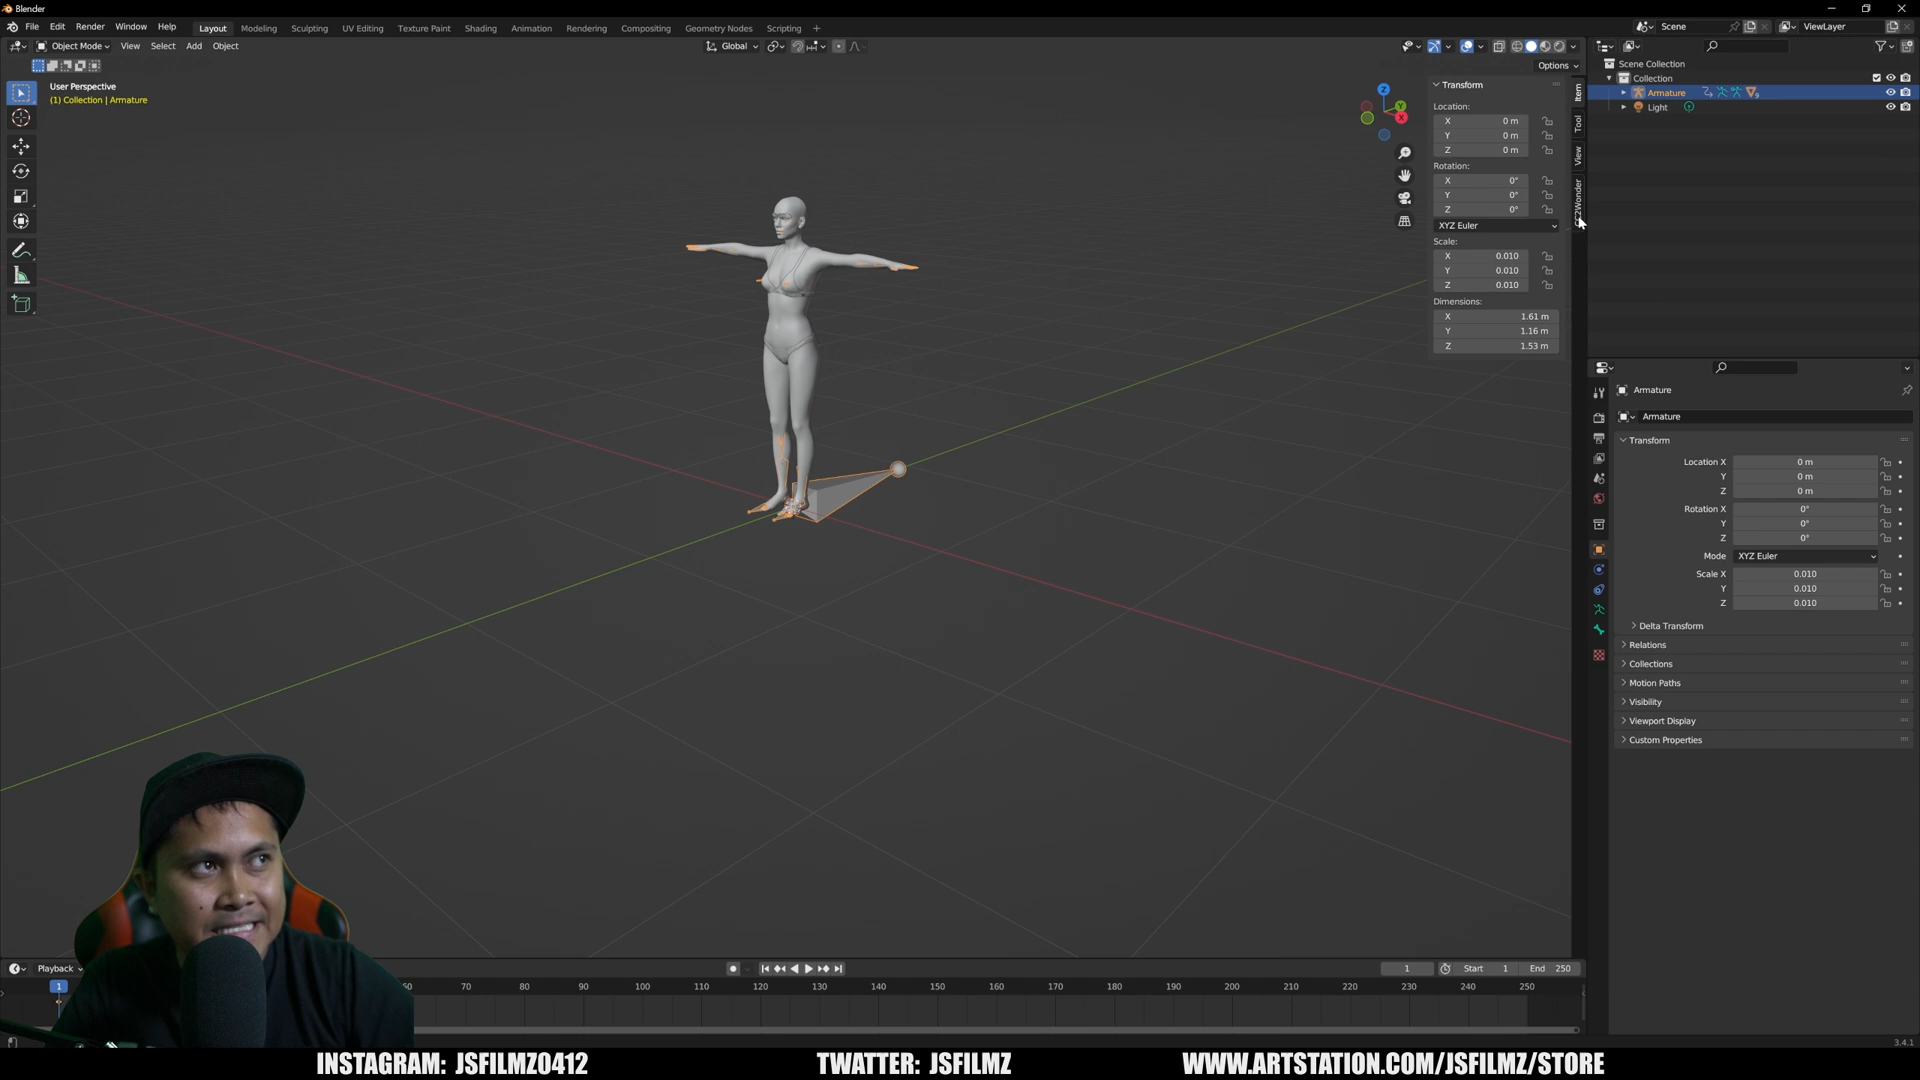 Blender
File Edit Render Window Help
Layout Modeling Sculpting UV Editing Texture Paint Shading Animation Rendering Compositing Geometry Nodes Scripting +
Scene
ViewLayer
Object Mode View Select Add Object
Global
Options
User Perspective
(1) Collection | Armature
Z
Y
X
Transform
Location:
X 0 m
Y 0 m
Z 0 m
Rotation:
X 0°
Y 0°
Z 0°
XYZ Euler
Scale:
X 0.010
Y 0.010
Z 0.010
Dimensions:
X 1.61 m
Y 1.16 m
Z 1.53 m
Item
Tool
View
Scene Collection
Collection
Armature 9
Light
Armature
Armature
Transform
Location X 0 m
Y 0 m
Z 0 m
Rotation X 0°
Y 0°
Z 0°
Mode XYZ Euler
Scale X 0.010
Y 0.010
Z 0.010
Delta Transform
Relations
Collections
Motion Paths
Visibility
Viewport Display
Custom Properties
Playback
1
Start 1
End 250
1 60 70 80 90 100 110 120 130 140 150 160 170 180 190 200 210 220 230 240 250
3.4.1
INSTAGRAM: JSFILMZ0412 TWATTER: JSFILMZ WWW.ARTSTATION.COM/JSFILMZ/STORE